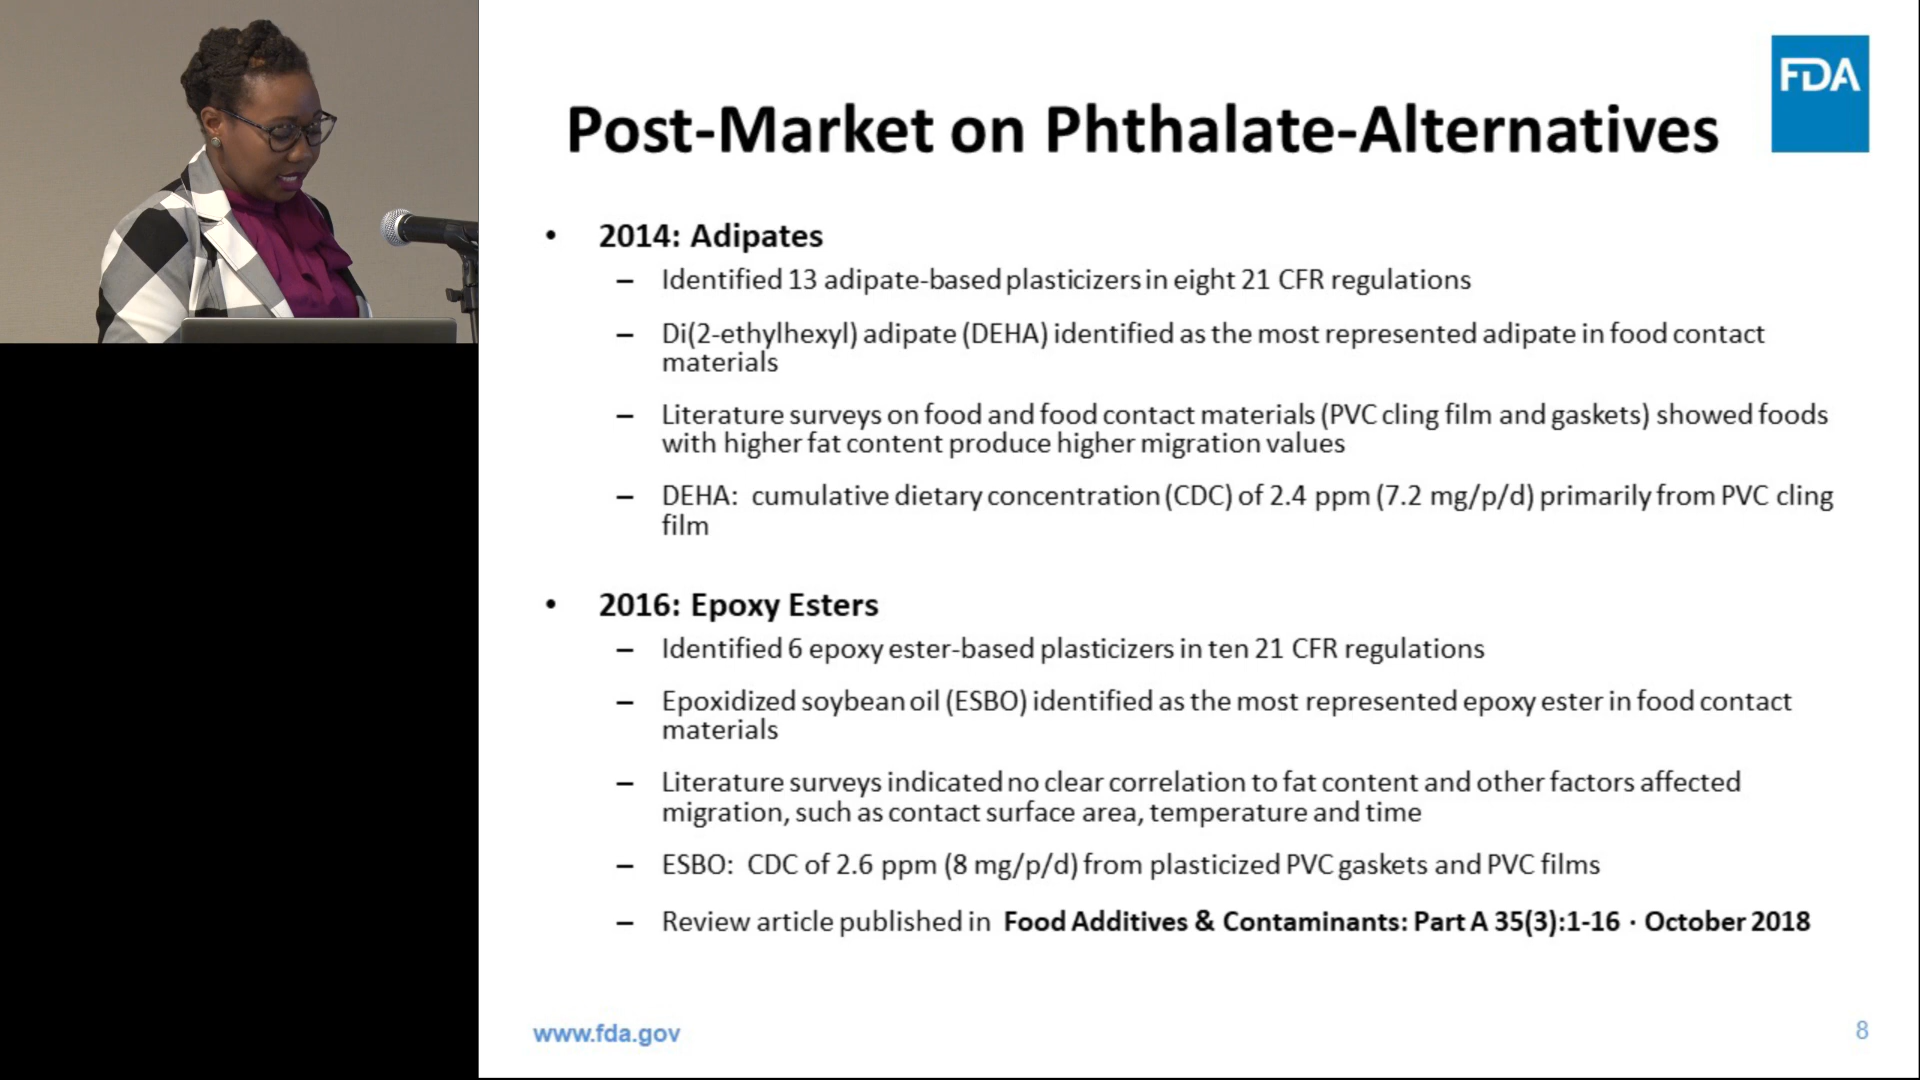 FDA
Post-Market on Phthalate-Alternatives
• 2014: Adipates
– Identified 13 adipate-based plasticizers in eight 21 CFR regulations
– Di(2-ethylhexyl) adipate (DEHA) identified as the most represented adipate in food contact
materials
– Literature surveys on food and food contact materials (PVC cling film and gaskets) showed foods
with higher fat content produce higher migration values
– DEHA: cumulative dietary concentration (CDC) of 2.4 ppm (7.2 mg/p/d) primarily from PVC cling
film
• 2016: Epoxy Esters
– Identified 6 epoxy ester-based plasticizers in ten 21 CFR regulations
– Epoxidized soybean oil (ESBO) identified as the most represented epoxy ester in food contact
materials
– Literature surveys indicated no clear correlation to fat content and other factors affected
migration, such as contact surface area, temperature and time
– ESBO: CDC of 2.6 ppm (8 mg/p/d) from plasticized PVC gaskets and PVC films
– Review article published in Food Additives & Contaminants: Part A 35(3):1-16 · October 2018
www.fda.gov
8